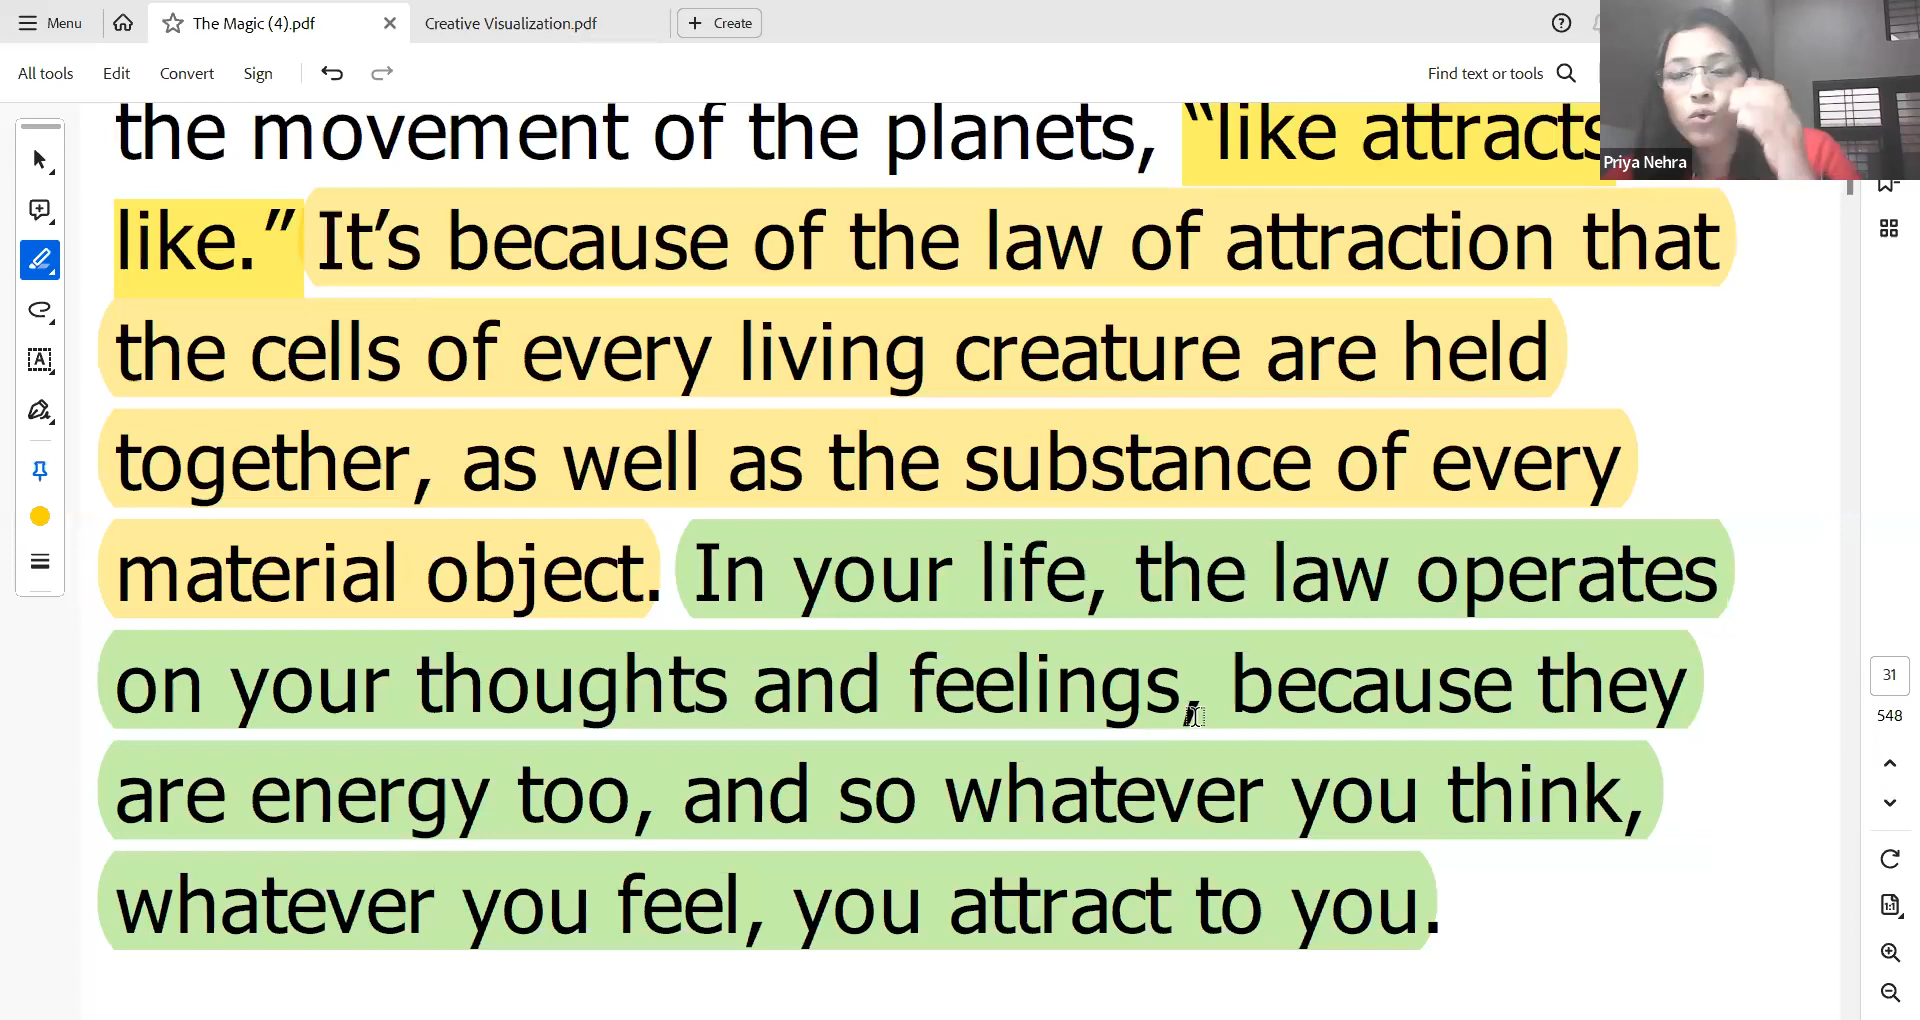 Menu
The Magic (4).pdf
Creative Visualization.pdf
Create
All tools
Edit
Convert
Sign
Find text or tools
Priya Nehra
the movement of the planets, “like attracts
like.” It’s because of the law of attraction that
the cells of every living creature are held
together, as well as the substance of every
material object. In your life, the law operates
on your thoughts and feelings, because they
are energy too, and so whatever you think,
whatever you feel, you attract to you.
31
548